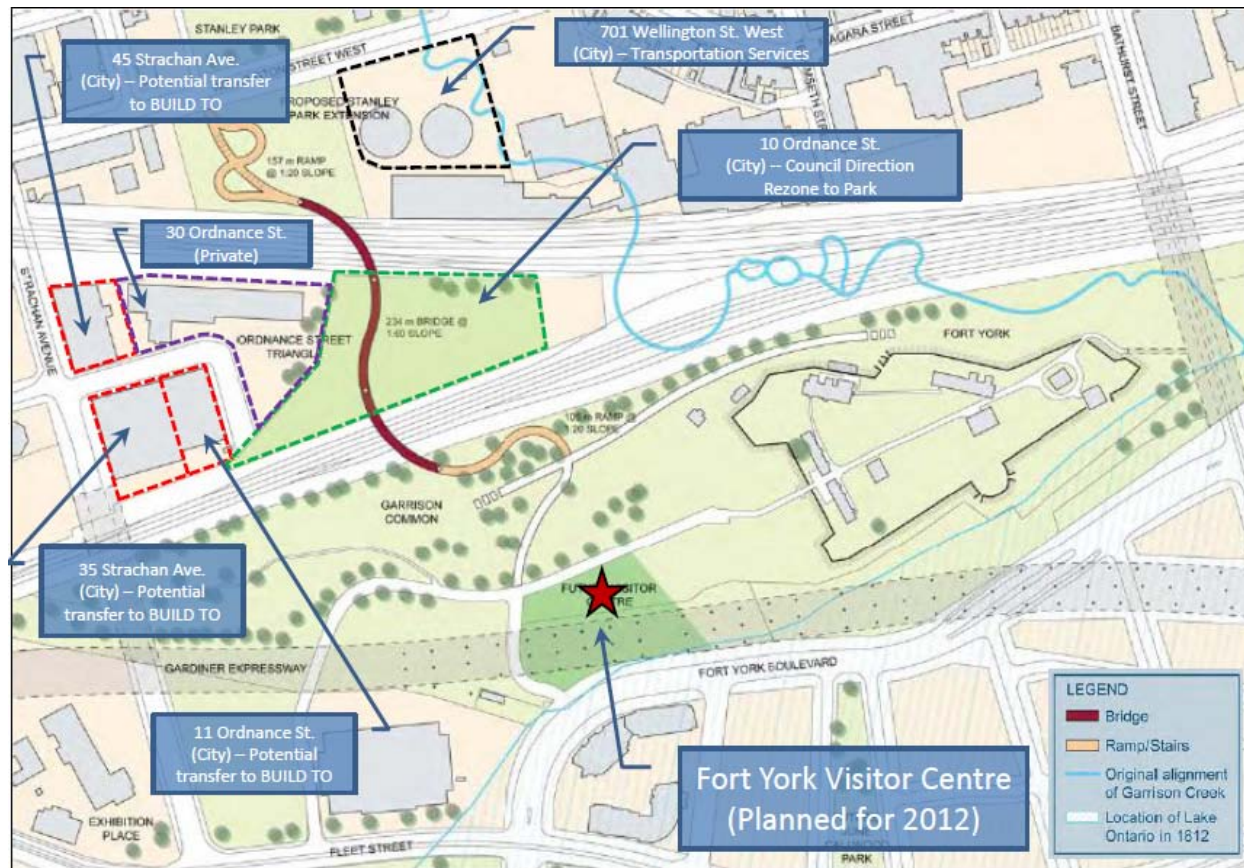 STANLEY PARK
STREET WEST
45 Strachan Ave.
(City) – Potential transfer
to BUILD TO
701 Wellington St. West
(City) – Transportation Services
AGARA STREET
BATHURST STREET
PROPOSED STANLEY
PARK EXTENSION
157 m RAMP
@ 1:20 SLOPE
10 Ordnance St.
(City) – Council Direction
Rezone to Park
30 Ordnance St.
(Private)
STRACHAN AVENUE
ORDNANCE STREET
TRIANGL
234 m BRIDGE @
SLOPE
FORT YORK
RAMP @
1:20 SLOPE
GARRISON
COMMON
35 Strachan Ave.
(City) – Potential
transfer to BUILD TO
GARDINER EXPRESSWAY
FORT YORK BOULEVARD
11 Ordnance St.
(City) – Potential
transfer to BUILD TO
Fort York Visitor Centre
(Planned for 2012)
EXHIBITION
PLACE
FLEET STREET
PARK
LEGEND
Bridge
Ramp/Stairs
Original alignment
of Garrison Creek
Location of Lake
Ontario in 1812